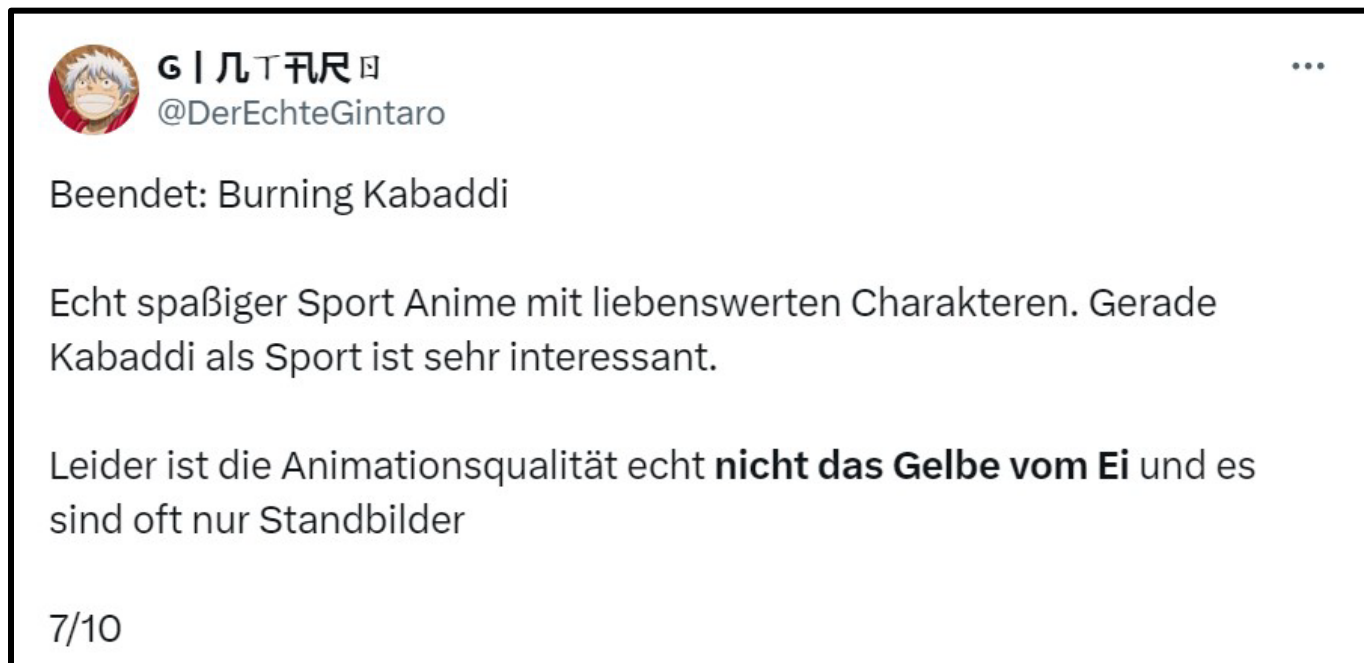 G丨几ㄒ卂尺ㄖ
@DerEchteGintaro
Beendet: Burning Kabaddi
Echt spaßiger Sport Anime mit liebenswerten Charakteren. Gerade
Kabaddi als Sport ist sehr interessant.
Leider ist die Animationsqualität echt nicht das Gelbe vom Ei und es
sind oft nur Standbilder
7/10